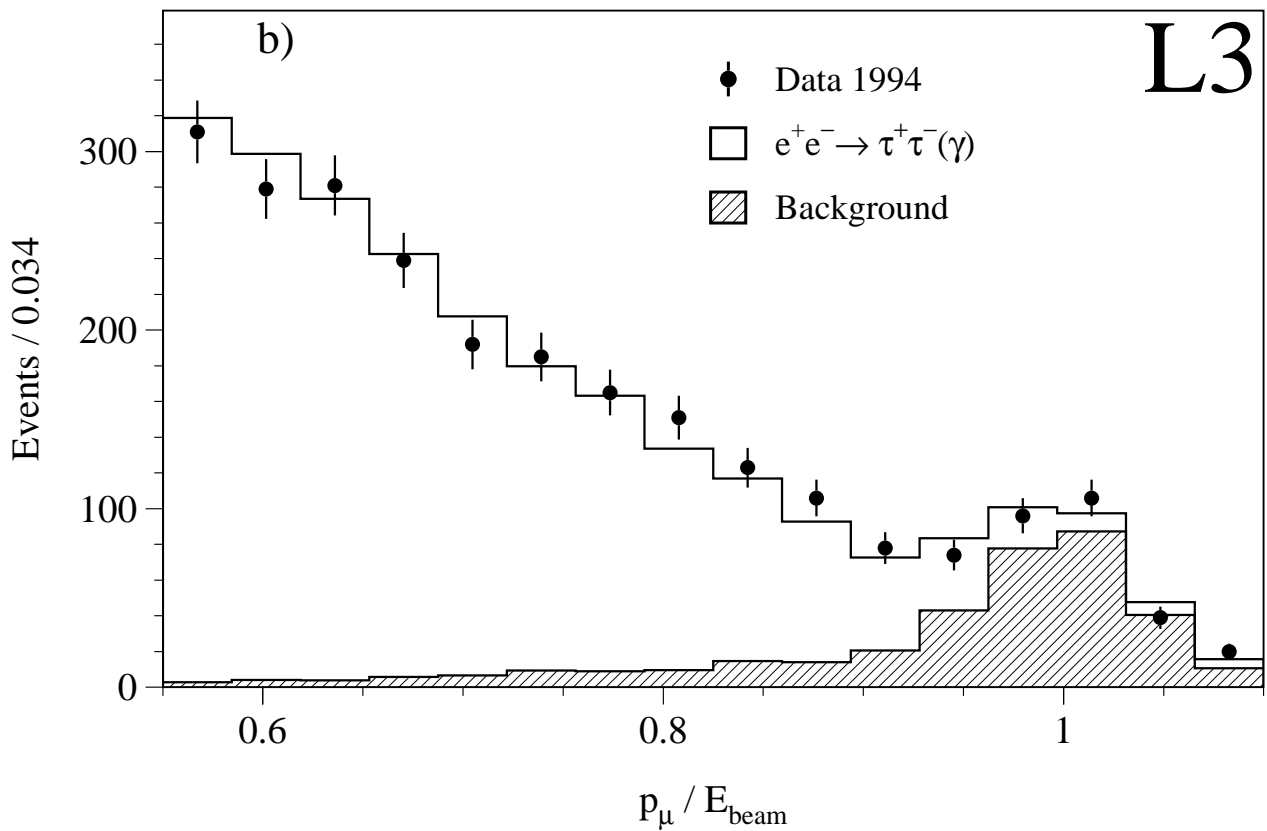 b)
L3
Data 1994
e⁺e⁻→ τ⁺τ⁻(γ)
Background
Events / 0.034
300
200
100
0
0.6 0.8 1
p_μ / E_beam